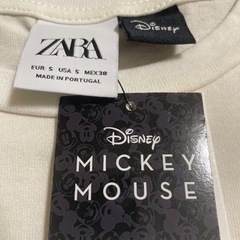 ZARA
EUR S USA S MEX 38
MADE IN PORTUGAL
Disney
Disney
MICKEY
MOUSE